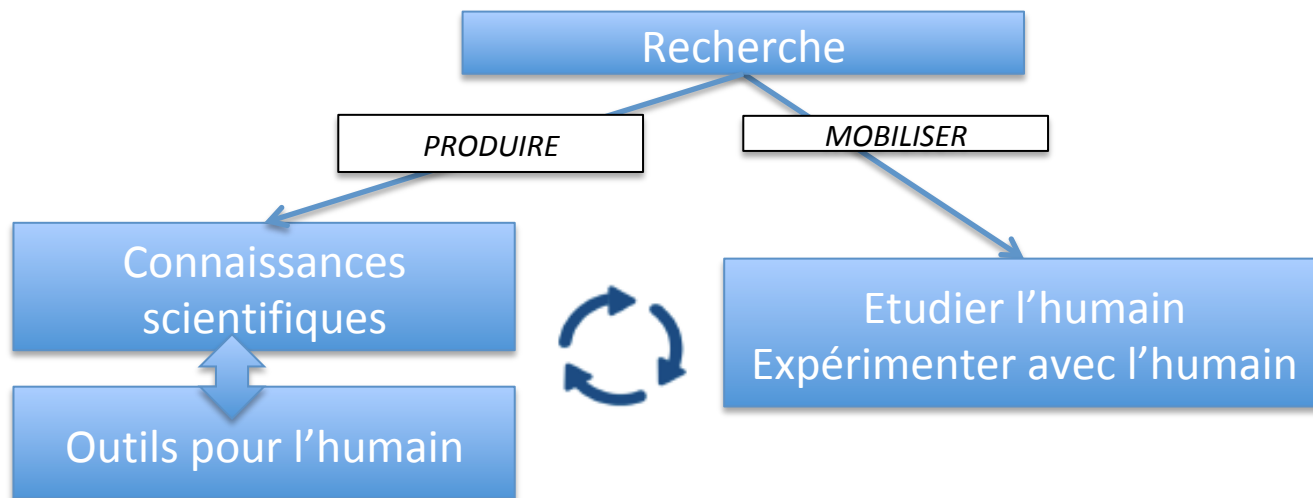 Recherche
PRODUIRE
MOBILISER
Connaissances
scientifiques
Etudier l’humain
Expérimenter avec l’humain
Outils pour l’humain